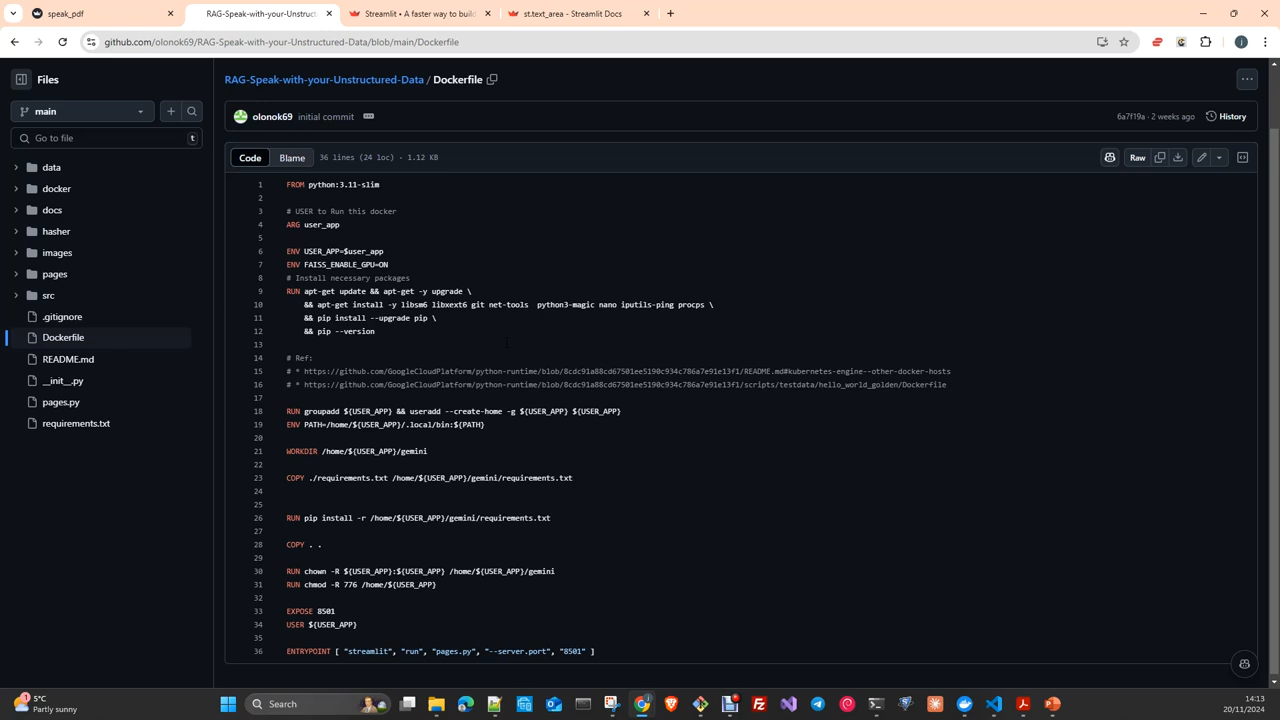 speak_pdf
RAG-Speak-with-your-Unstruct
Streamlit • A faster way to build
st.text_area - Streamlit Docs
github.com/olonok69/RAG-Speak-with-your-Unstructured-Data/blob/main/Dockerfile
Files
main
Go to file
t
data
docker
docs
hasher
images
pages
src
.gitignore
Dockerfile
README.md
__init__.py
pages.py
requirements.txt
RAG-Speak-with-your-Unstructured-Data / Dockerfile
olonok69 initial commit
6a7f19a · 2 weeks ago
History
Code
Blame
36 lines (24 loc) · 1.12 KB
Raw
1 FROM python:3.11-slim
2
3 # USER to Run this docker
4 ARG user_app
5
6 ENV USER_APP=$user_app
7 ENV FAISS_ENABLE_GPU=ON
8 # Install necessary packages
9 RUN apt-get update && apt-get -y upgrade \
10 && apt-get install -y libsm6 libxext6 git net-tools python3-magic nano iputils-ping procps \
11 && pip install --upgrade pip \
12 && pip --version
13
14 # Ref:
15 # * https://github.com/GoogleCloudPlatform/python-runtime/blob/8cdc91a88cd67501ee5190c934c786a7e91e13f1/README.md#kubernetes-engine--other-docker-hosts
16 # * https://github.com/GoogleCloudPlatform/python-runtime/blob/8cdc91a88cd67501ee5190c934c786a7e91e13f1/scripts/testdata/hello_world_golden/Dockerfile
17
18 RUN groupadd ${USER_APP} && useradd --create-home -g ${USER_APP} ${USER_APP}
19 ENV PATH=/home/${USER_APP}/.local/bin:${PATH}
20
21 WORKDIR /home/${USER_APP}/gemini
22
23 COPY ./requirements.txt /home/${USER_APP}/gemini/requirements.txt
24
25
26 RUN pip install -r /home/${USER_APP}/gemini/requirements.txt
27
28 COPY . .
29
30 RUN chown -R ${USER_APP}:${USER_APP} /home/${USER_APP}/gemini
31 RUN chmod -R 776 /home/${USER_APP}
32
33 EXPOSE 8501
34 USER ${USER_APP}
35
36 ENTRYPOINT [ "streamlit", "run", "pages.py", "--server.port", "8501" ]
1
5°C
Partly sunny
Search
14:13
20/11/2024